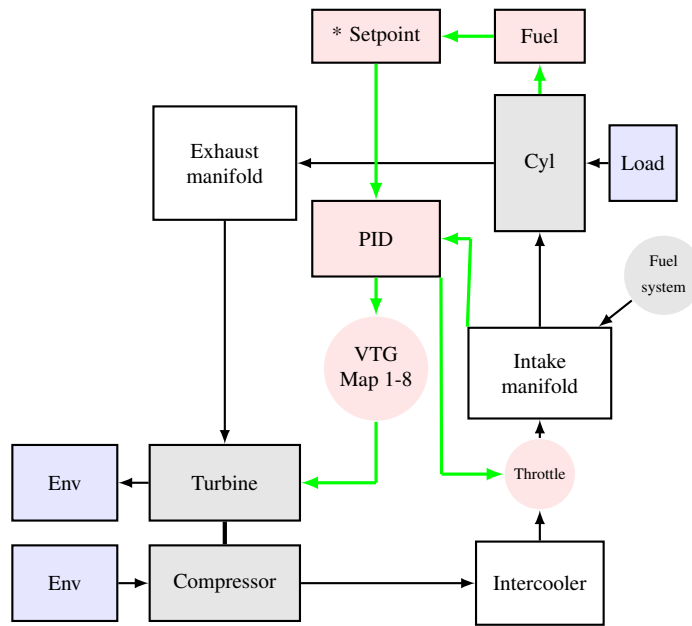 * Setpoint
Fuel
Exhaust
manifold
Cyl
Load
PID
Fuel
system
VTG
Map 1-8
Intake
manifold
Env
Turbine
Throttle
Env
Compressor
Intercooler